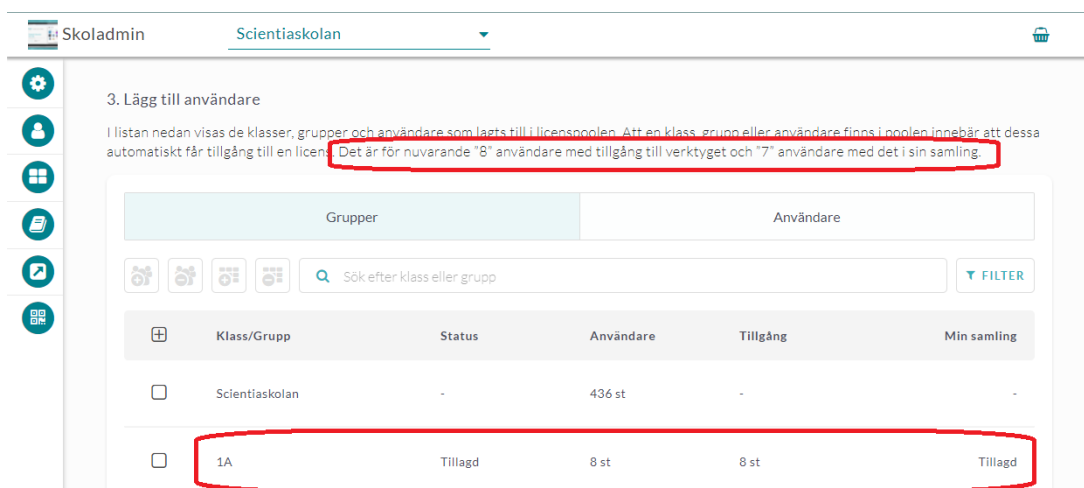 Skoladmin Scientiaskolan
3. Lägg till användare
I listan nedan visas de klasser, grupper och användare som lagts till i licenspoolen. Att en klass, grupp eller användare finns i poolen innebär att dessa
automatiskt får tillgång till en licens. Det är för nuvarande "8" användare med tillgång till verktyget och "7" användare med det i sin samling.
Grupper Användare
Sök efter klass eller grupp FILTER
Klass/Grupp Status Användare Tillgång Min samling
Scientiaskolan - 436 st - -
1A Tillagd 8 st 8 st Tillagd